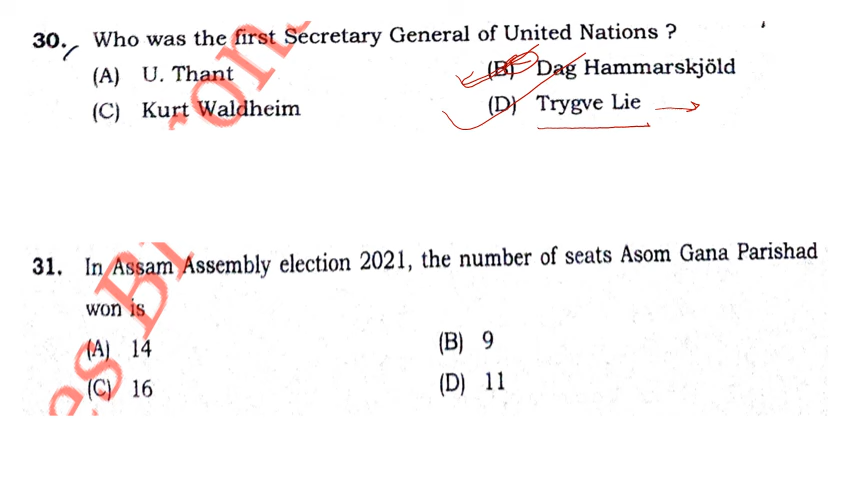 30. Who was the first Secretary General of United Nations ?
(A) U. Thant (B) Dag Hammarskjöld
(C) Kurt Waldheim (D) Trygve Lie
31. In Assam Assembly election 2021, the number of seats Asom Gana Parishad
won is
(A) 14 (B) 9
(C) 16 (D) 11